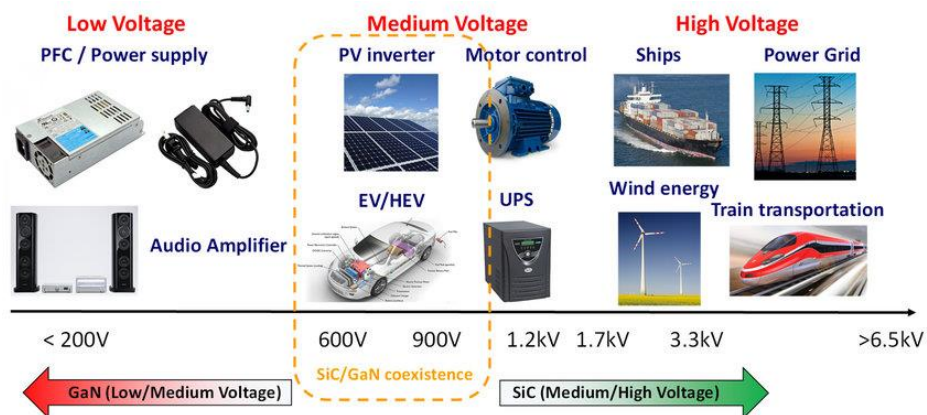 Low Voltage
Medium Voltage
High Voltage
PFC / Power supply
PV inverter
Motor control
Ships
Power Grid
Audio Amplifier
EV/HEV
UPS
Wind energy
Train transportation
< 200V
600V
900V
1.2kV
1.7kV
3.3kV
>6.5kV
SiC/GaN coexistence
GaN (Low/Medium Voltage)
SiC (Medium/High Voltage)